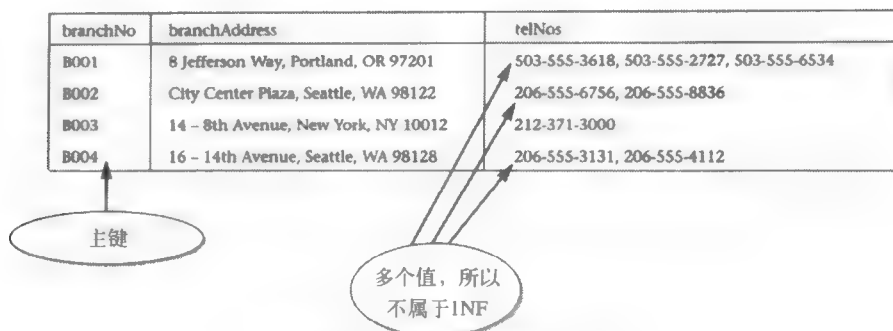 branchNo branchAddress telNos
B001 8 Jefferson Way, Portland, OR 97201 503-555-3618, 503-555-2727, 503-555-6534
B002 City Center Plaza, Seattle, WA 98122 206-555-6756, 206-555-8836
B003 14 – 8th Avenue, New York, NY 10012 212-371-3000
B004 16 – 14th Avenue, Seattle, WA 98128 206-555-3131, 206-555-4112
主键
多个值，所以
不属于1NF